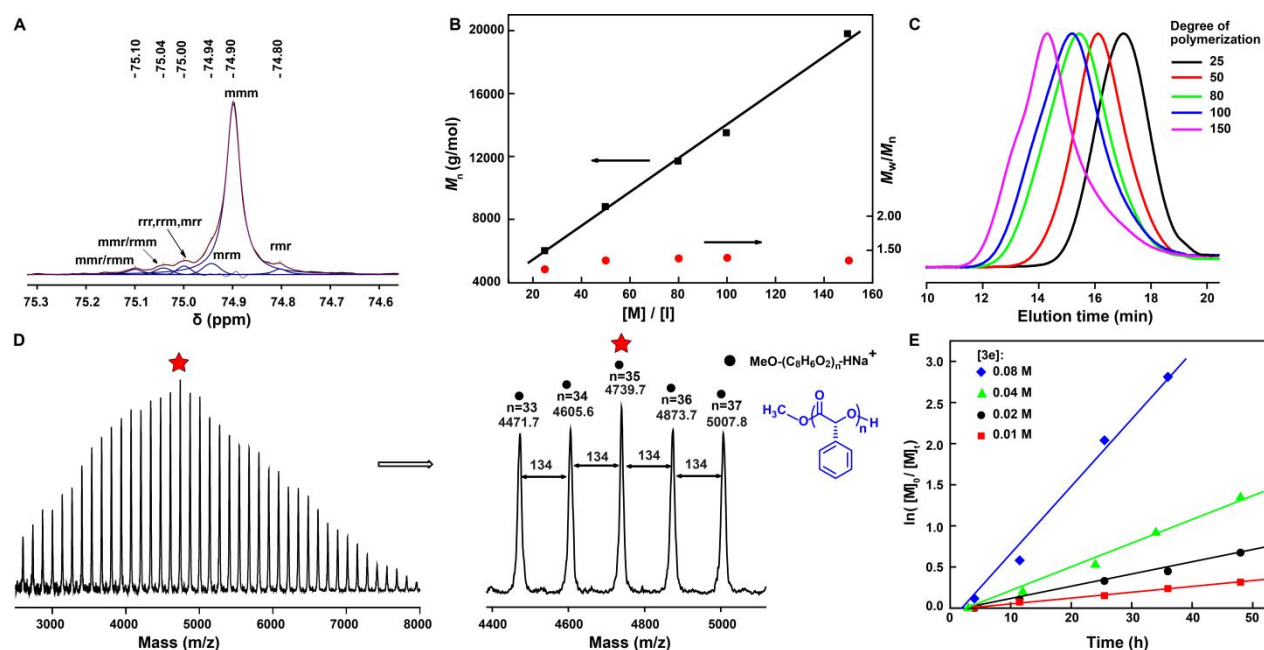 A
- 75.10
- 75.04
- 75.00
- 74.94
- 74.90
- 74.80
mmm
rrr,rrm,mrr
mmr/rmm
mmr/rmm
mrm
rmr
75.3 75.2 75.1 75.0 74.9 74.8 74.7 74.6
δ (ppm)
B
Mn (g/mol)
20000
16000
12000
8000
4000
Mw/Mn
2.00
1.50
20 40 60 80 100 120 140 160
[M] / [I]
C
Degree of
polymerization
25
50
80
100
150
10 12 14 16 18 20
Elution time (min)
D
3000 4000 5000 6000 7000 8000
Mass (m/z)
MeO-(C8H6O2)n-HNa+
n=33
4471.7
n=34
4605.6
n=35
4739.7
n=36
4873.7
n=37
5007.8
134 134 134 134
H3C O O O H
n
4400 4600 4800 5000
Mass (m/z)
E
[3e]:
0.08 M
0.04 M
0.02 M
0.01 M
ln( [M]0/ [M]t)
3.0
2.5
2.0
1.5
1.0
0.5
0.0
0 10 20 30 40 50
Time (h)